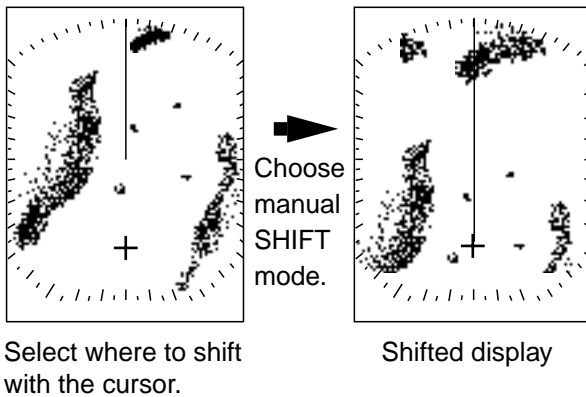 Choose
manual
SHIFT
mode.
Select where to shift
with the cursor.
Shifted display